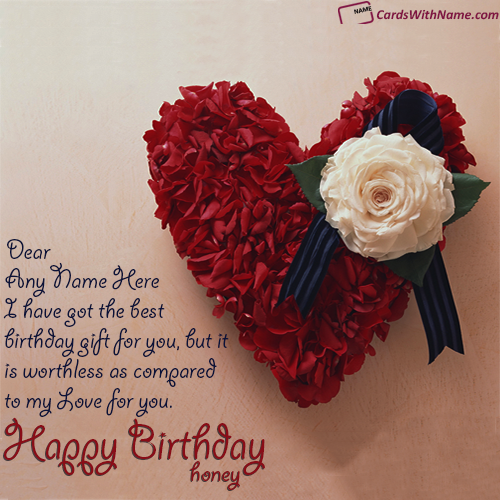 NAME
CardsWithName.com
Dear
Any Name Here
I have got the best
birthday gift for you, but it
is worthless as compared
to my Love for you.
Happy Birthday
honey